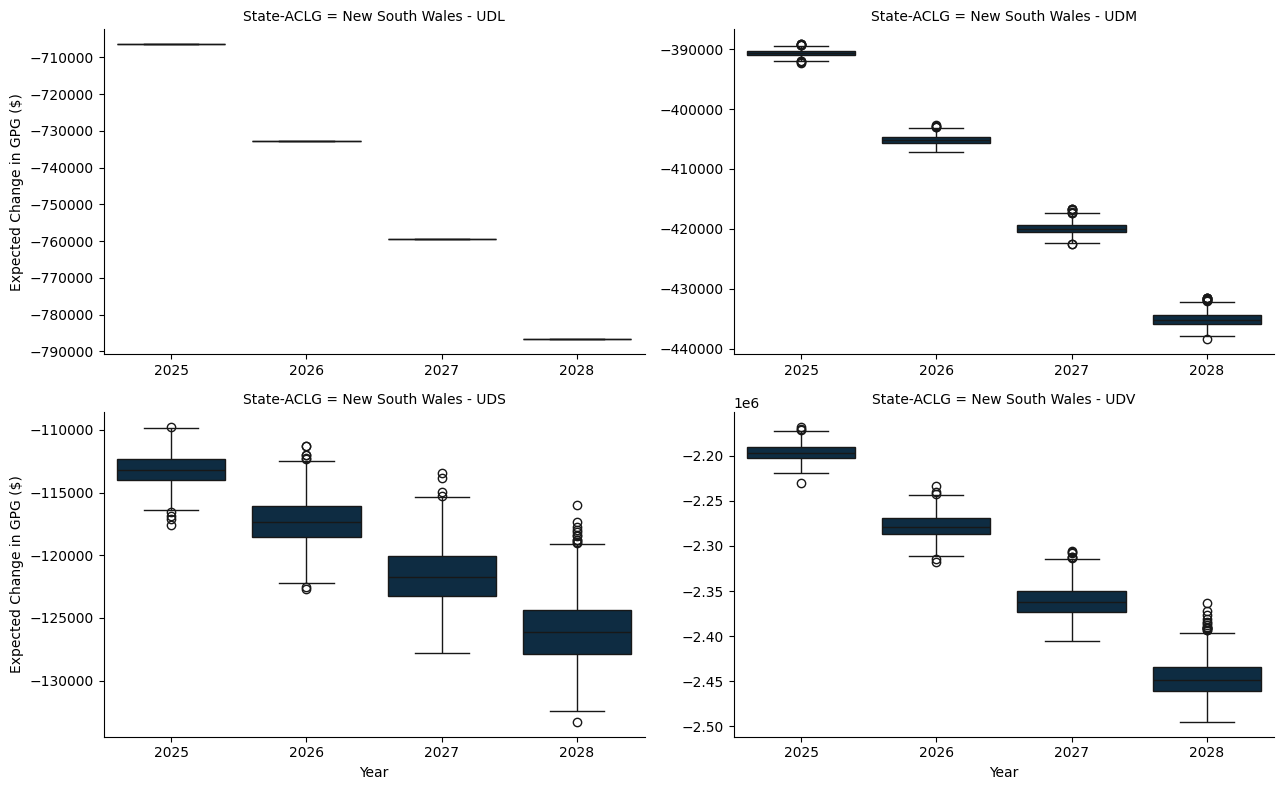 State-ACLG = New South Wales - UDL
Expected Change in GPG ($)
−710000
−720000
−730000
−740000
−750000
−760000
−770000
−780000
−790000
2025 2026 2027 2028
State-ACLG = New South Wales - UDM
−390000
−400000
−410000
−420000
−430000
−440000
2025 2026 2027 2028
State-ACLG = New South Wales - UDS
Expected Change in GPG ($)
−110000
−115000
−120000
−125000
−130000
2025 2026 2027 2028
Year
State-ACLG = New South Wales - UDV
1e6
−2.20
−2.25
−2.30
−2.35
−2.40
−2.45
−2.50
2025 2026 2027 2028
Year